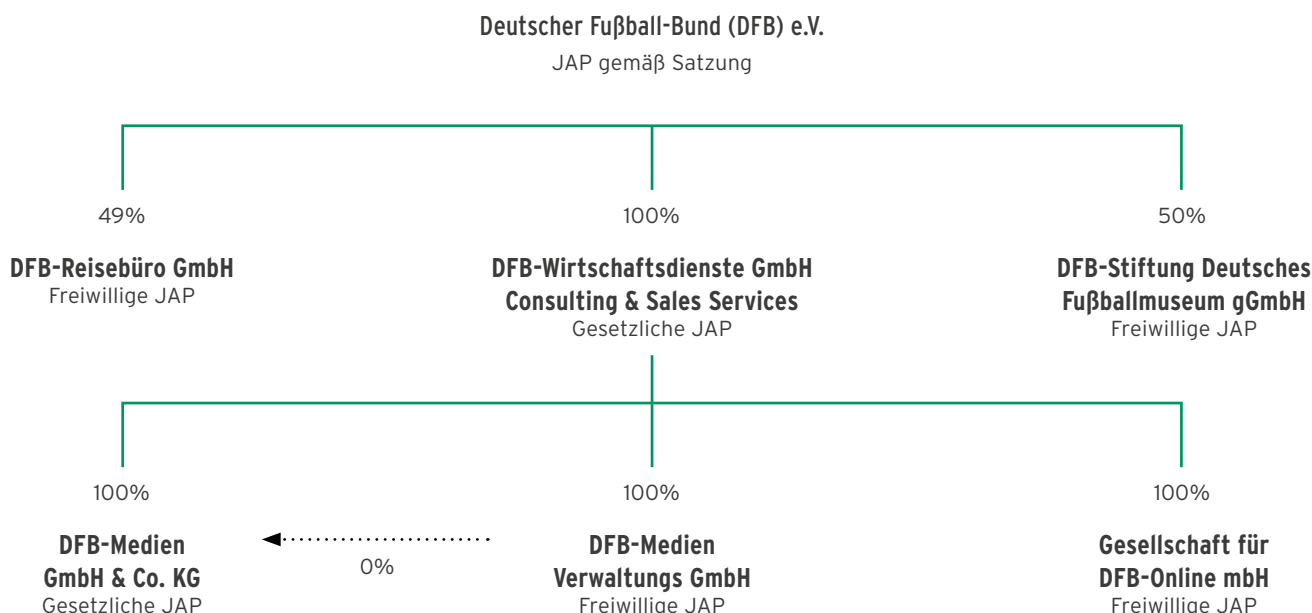 Deutscher Fußball-Bund (DFB) e.V.
JAP gemäß Satzung
49%
DFB-Reisebüro GmbH
Freiwillige JAP
100%
DFB-Wirtschaftsdienste GmbH
Consulting & Sales Services
Gesetzliche JAP
50%
DFB-Stiftung Deutsches
Fußballmuseum gGmbH
Freiwillige JAP
100%
DFB-Medien
GmbH & Co. KG
Gesetzliche JAP
0%
100%
DFB-Medien
Verwaltungs GmbH
Freiwillige JAP
100%
Gesellschaft für
DFB-Online mbH
Freiwillige JAP